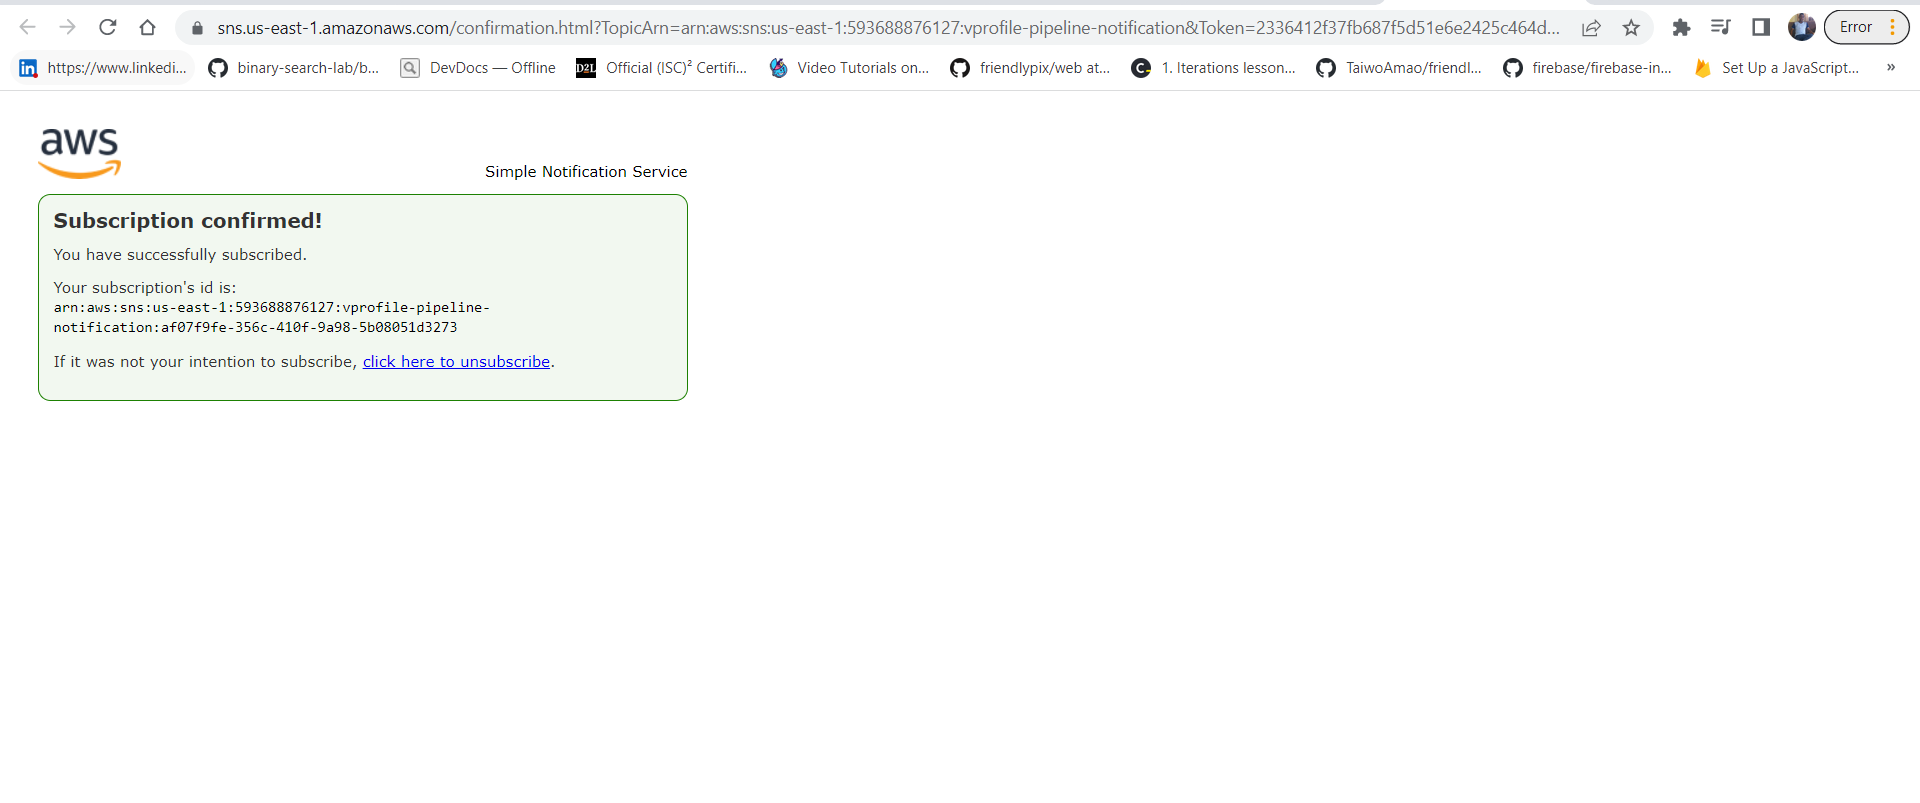 sns.us-east-1.amazonaws.com/confirmation.html?TopicArn=arn:aws:sns:us-east-1:593688876127:vprofile-pipeline-notification&Token=2336412f37fb687f5d51e6e2425c464d...
Error
in https://www.linkedi...
binary-search-lab/b...
DevDocs — Offline
D2L Official (ISC)² Certifi...
Video Tutorials on...
friendlypix/web at...
C 1. Iterations lesson...
TaiwoAmao/friendl...
firebase/firebase-in...
Set Up a JavaScript...
»
aws
Simple Notification Service
Subscription confirmed!
You have successfully subscribed.
Your subscription's id is:
arn:aws:sns:us-east-1:593688876127:vprofile-pipeline-
notification:af07f9fe-356c-410f-9a98-5b08051d3273
If it was not your intention to subscribe, click here to unsubscribe.